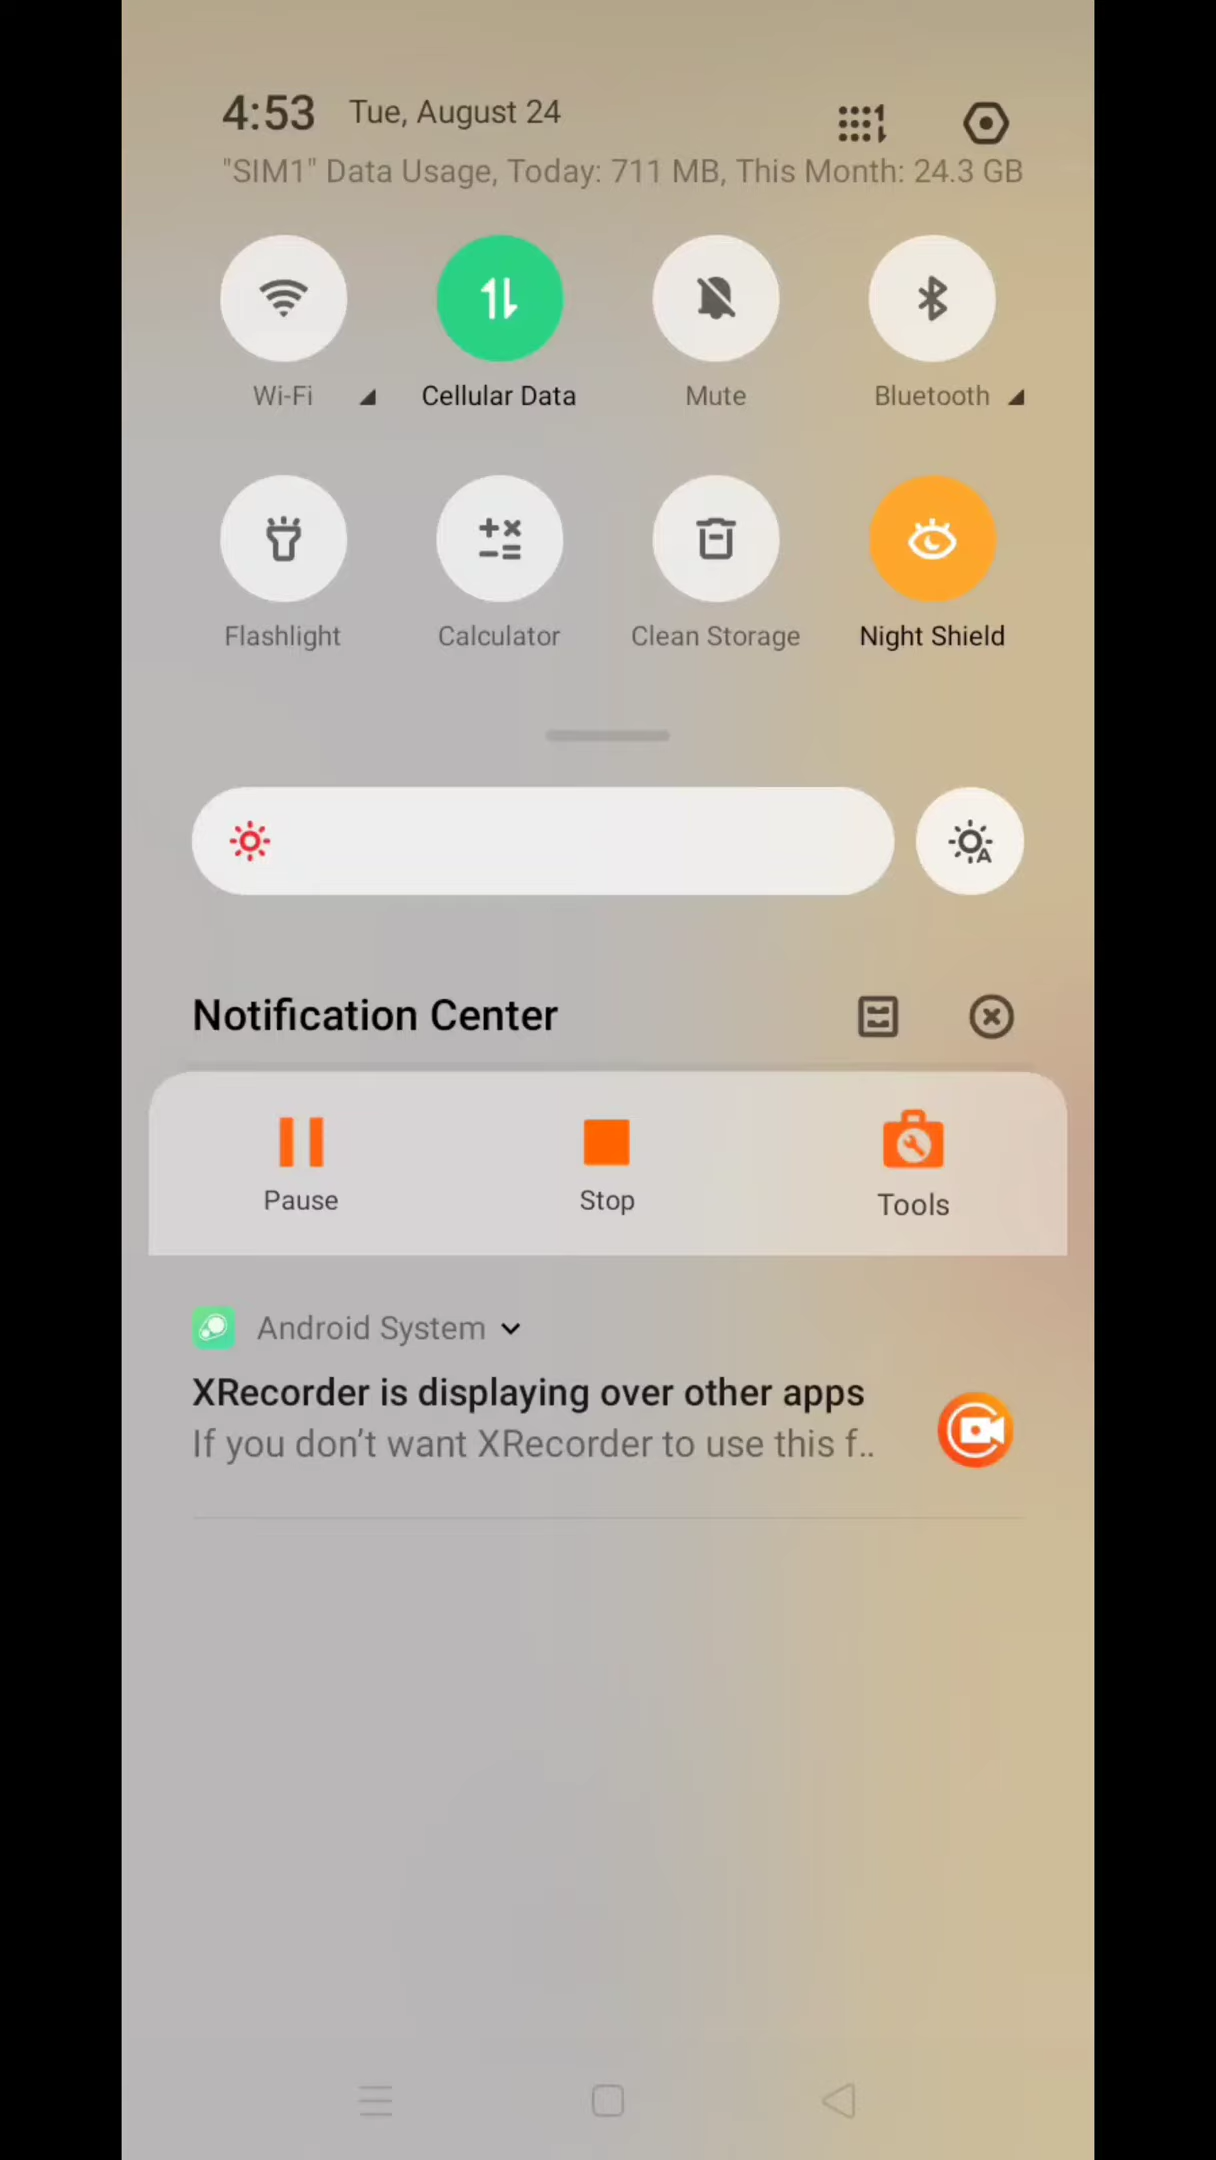 4:53 Tue, August 24
"SIM1" Data Usage, Today: 711 MB, This Month: 24.3 GB
Wi-Fi Cellular Data Mute Bluetooth
Flashlight Calculator Clean Storage Night Shield
Notification Center
Pause Stop Tools
Android System
XRecorder is displaying over other apps
If you don’t want XRecorder to use this f..